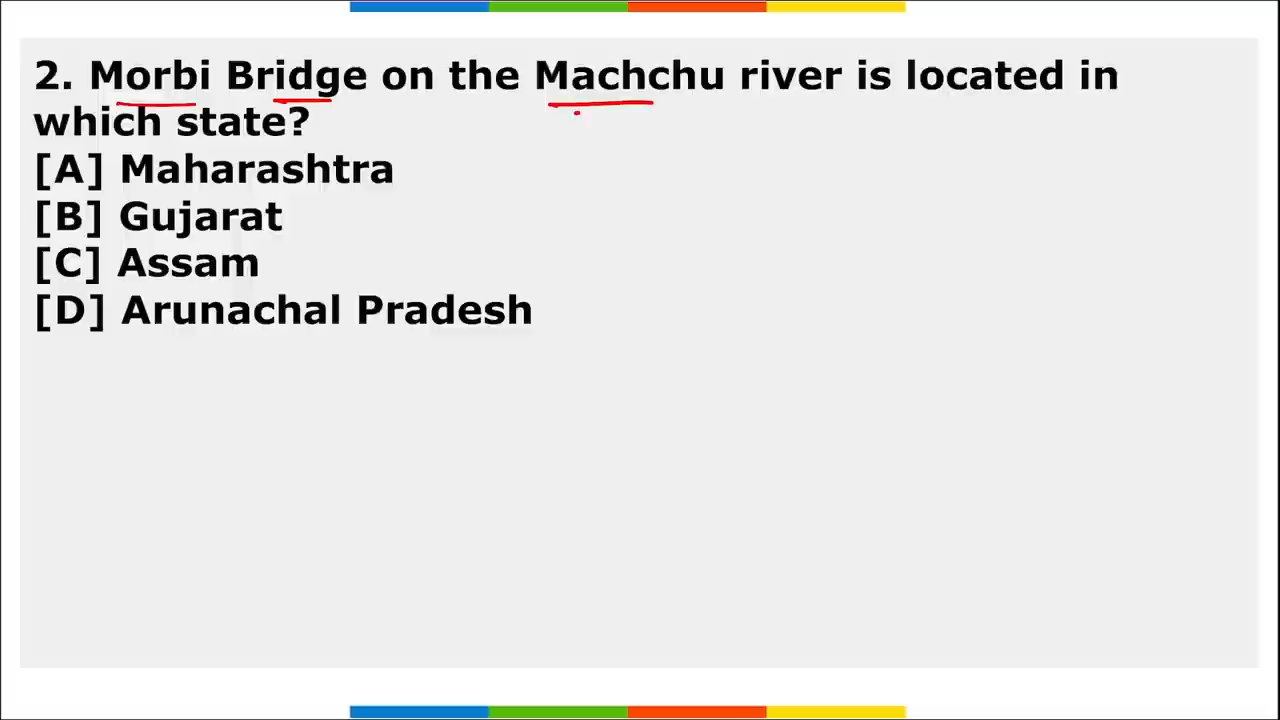 2. Morbi Bridge on the Machchu river is located in
which state?
[A] Maharashtra
[B] Gujarat
[C] Assam
[D] Arunachal Pradesh